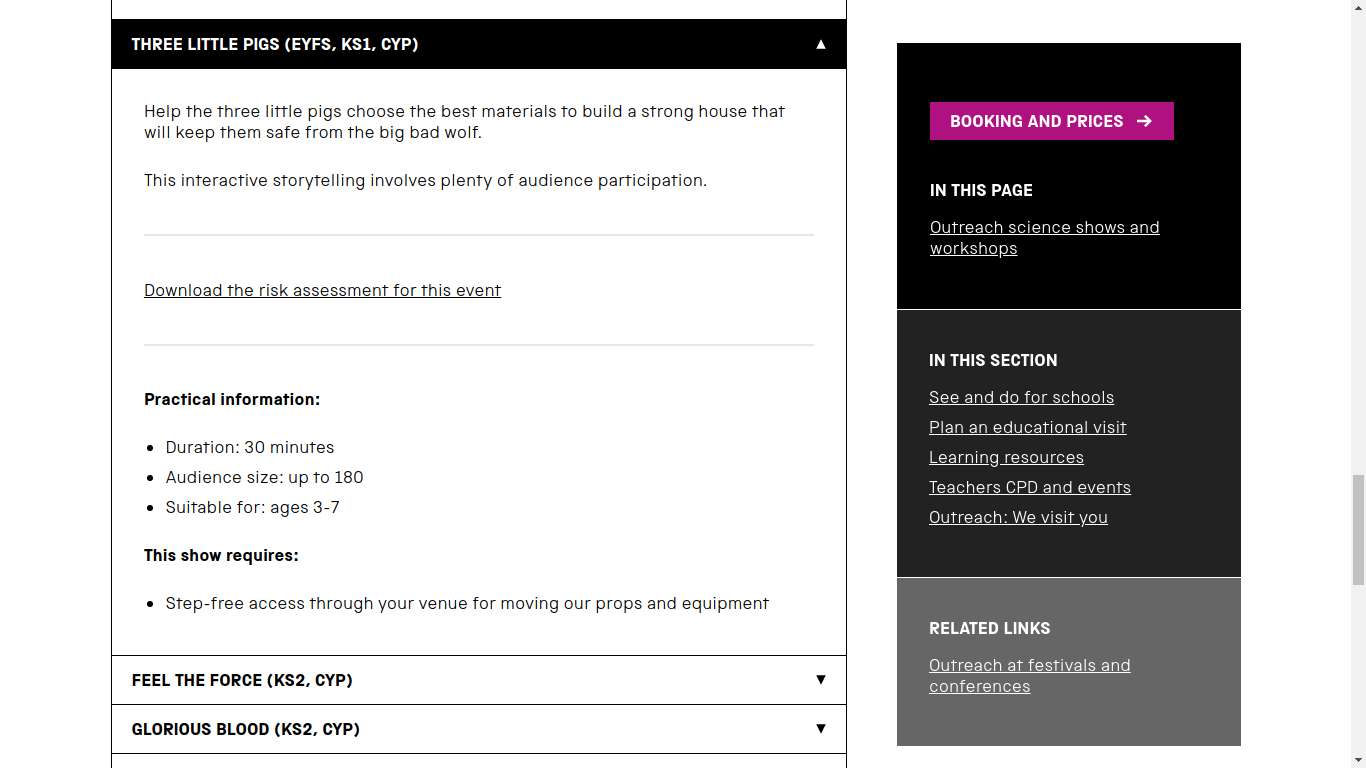 THREE LITTLE PIGS (EYFS, KS1, CYP) ▲
Help the three little pigs choose the best materials to build a strong house that
will keep them safe from the big bad wolf.
This interactive storytelling involves plenty of audience participation.
Download the risk assessment for this event
Practical information:
• Duration: 30 minutes
• Audience size: up to 180
• Suitable for: ages 3-7
This show requires:
• Step-free access through your venue for moving our props and equipment
FEEL THE FORCE (KS2, CYP) ▼
GLORIOUS BLOOD (KS2, CYP) ▼
BOOKING AND PRICES →
IN THIS PAGE
Outreach science shows and
workshops
IN THIS SECTION
See and do for schools
Plan an educational visit
Learning resources
Teachers CPD and events
Outreach: We visit you
RELATED LINKS
Outreach at festivals and
conferences